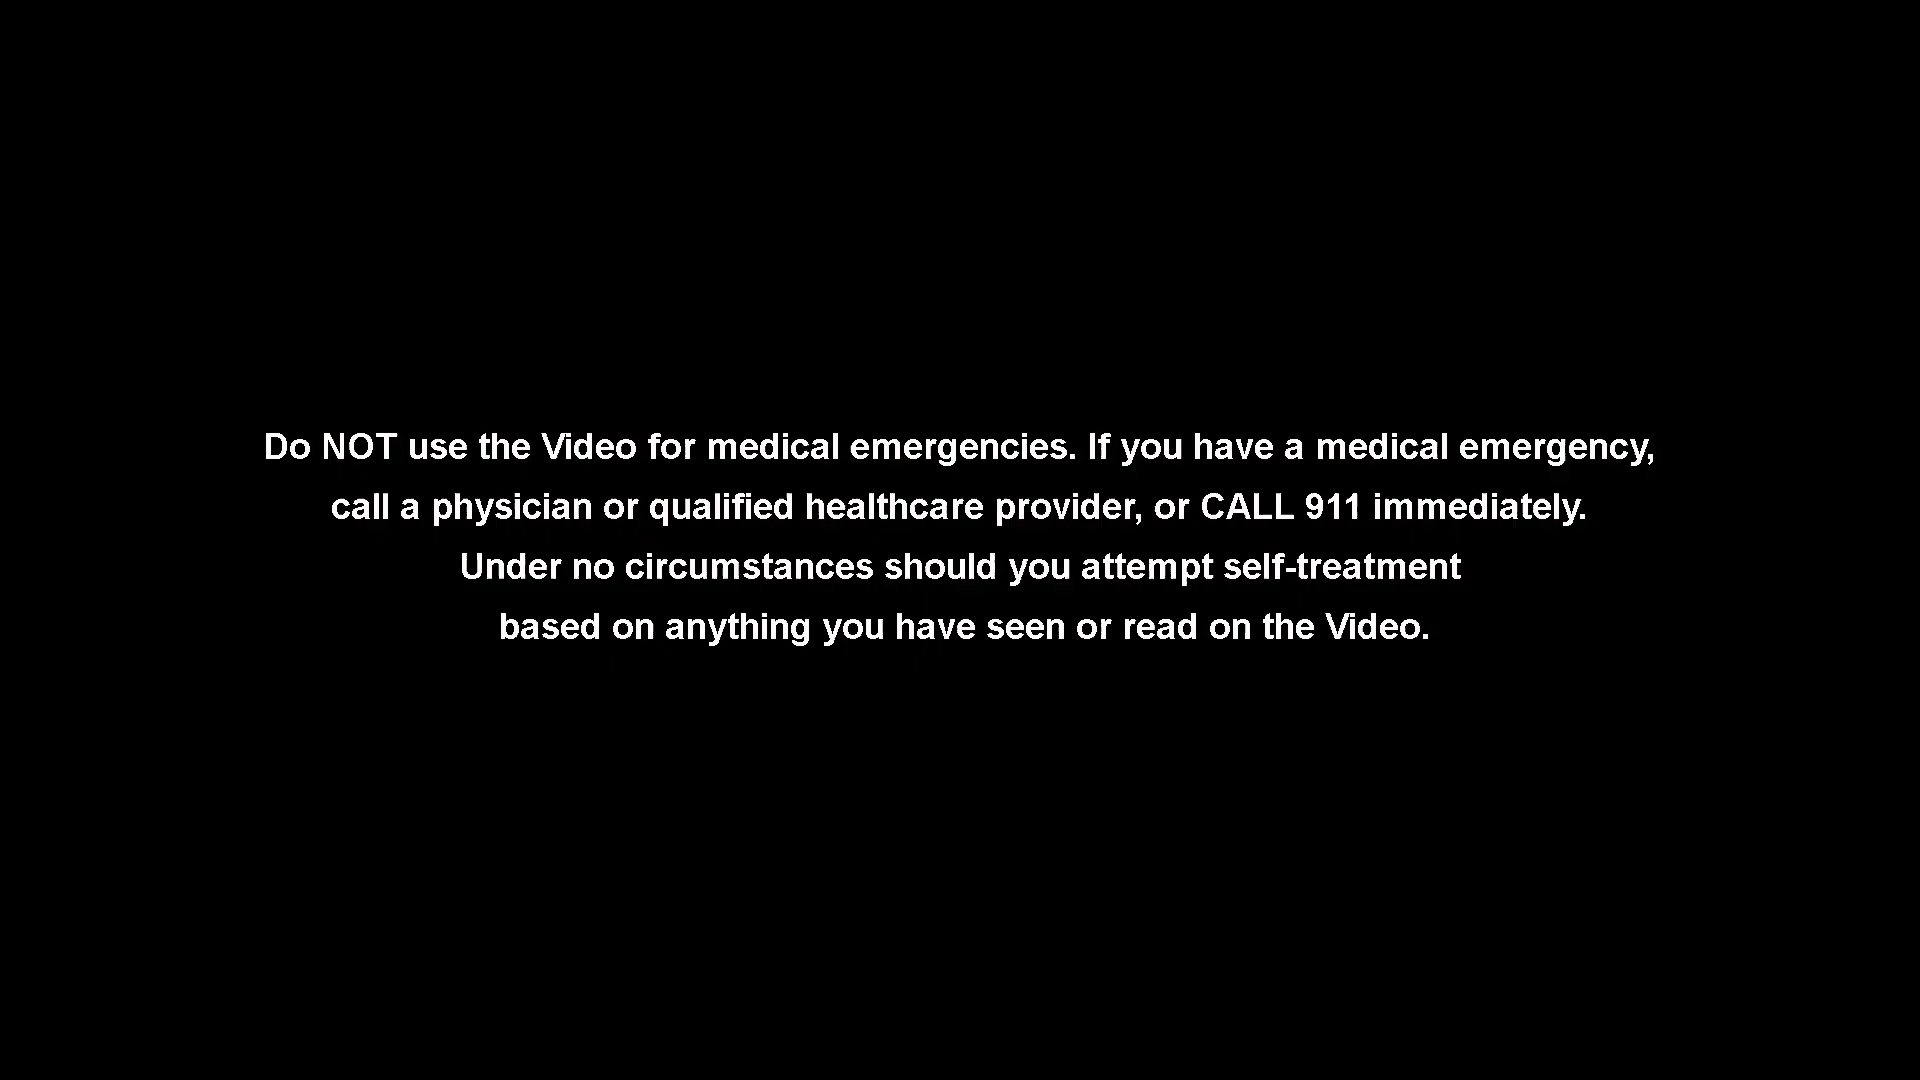 Do NOT use the Video for medical emergencies. If you have a medical emergency,
call a physician or qualified healthcare provider, or CALL 911 immediately.
Under no circumstances should you attempt self-treatment
based on anything you have seen or read on the Video.